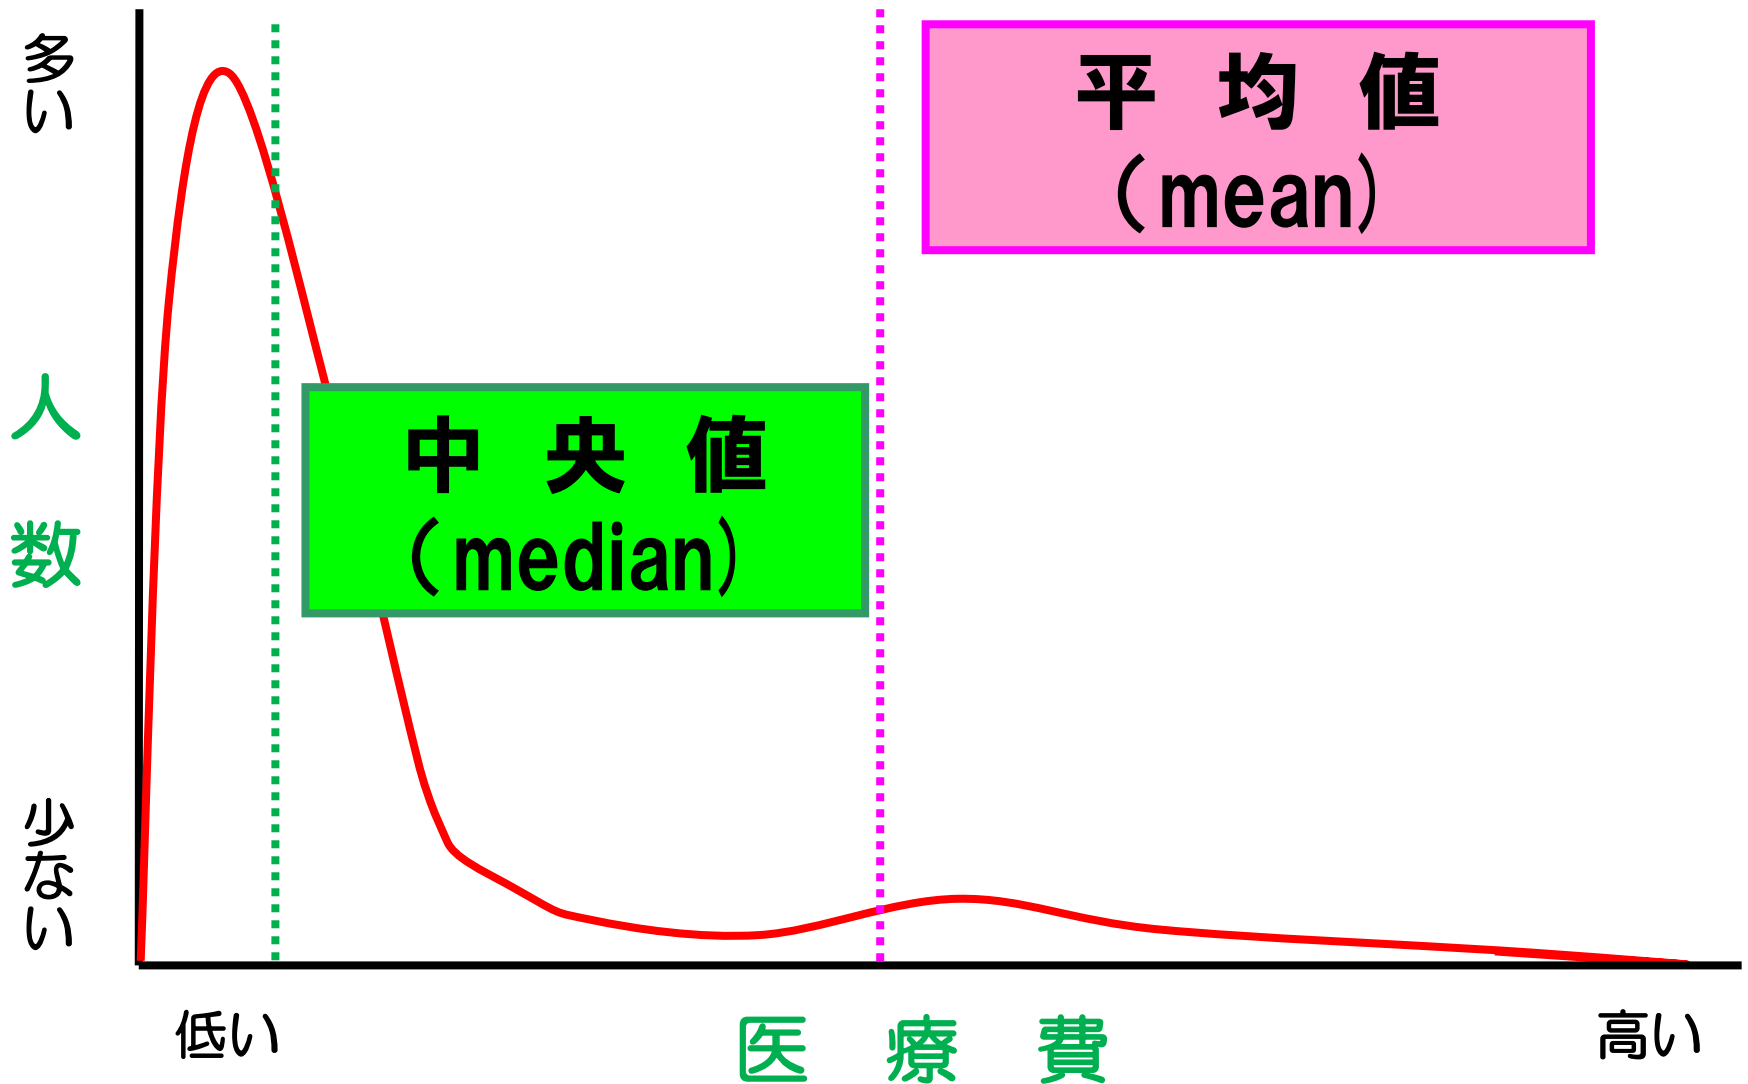 多い
平均値
(mean)
人数
中央値
(median)
少ない
低い
医療費
高い